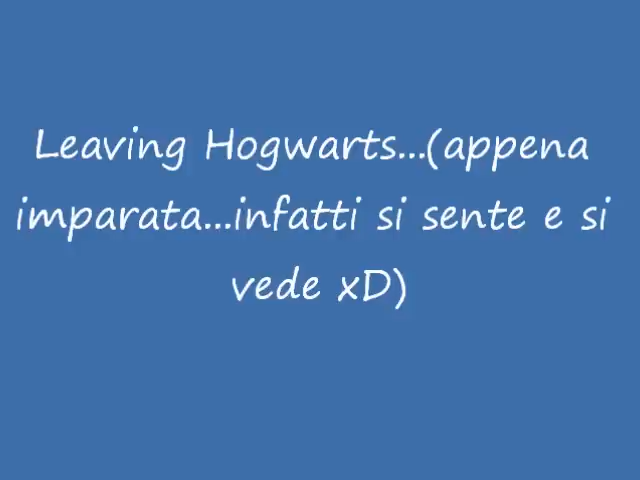 Leaving Hogwarts...(appena
imparata...infatti si sente e si
vede xD)